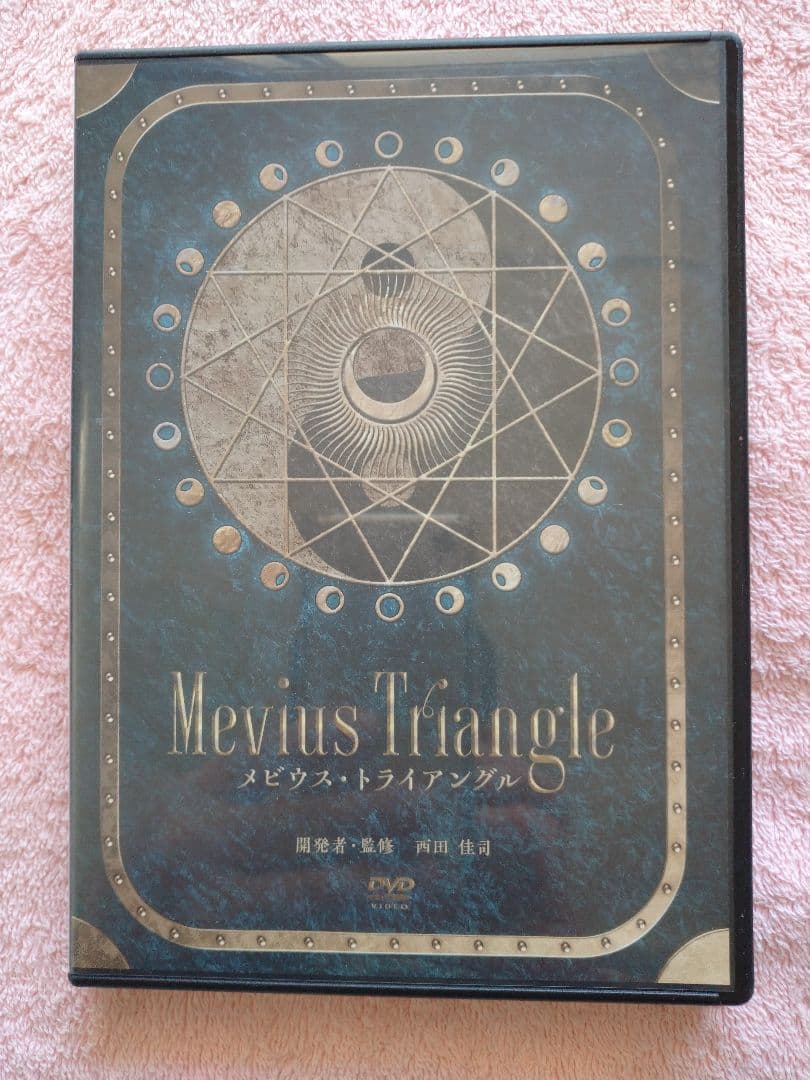 Mevius Triangle
メビウス・トライアングル
開発者・監修 西田 佳司
DVD
VIDEO